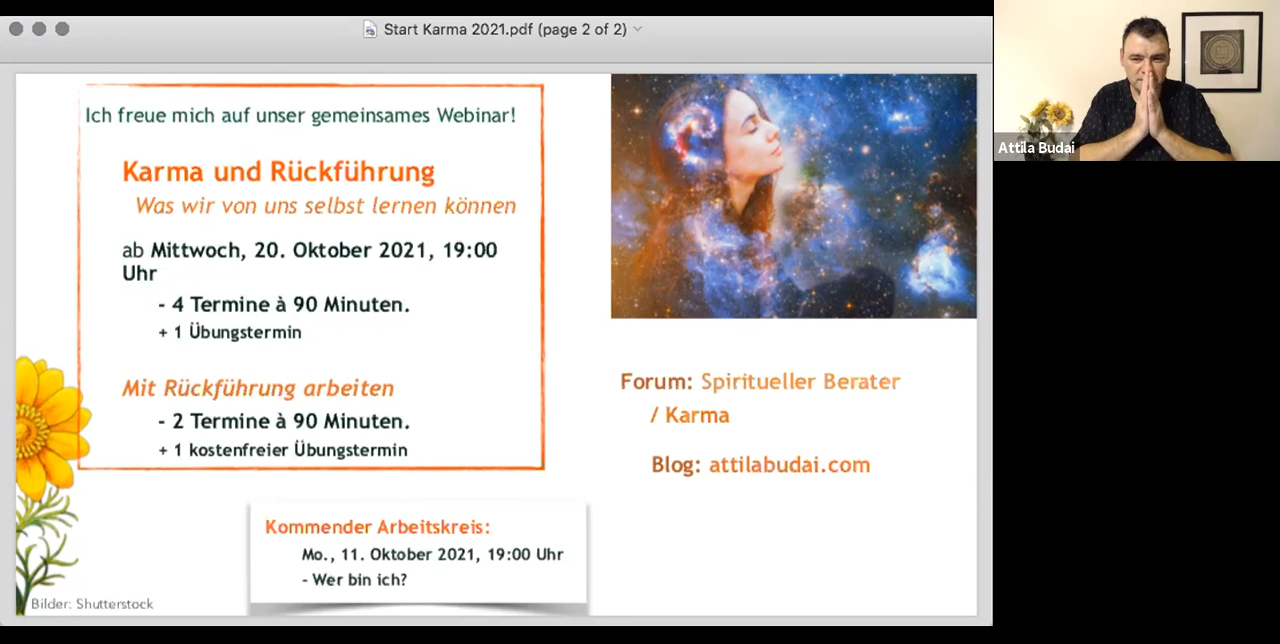 Start Karma 2021.pdf (page 2 of 2)
Ich freue mich auf unser gemeinsames Webinar!
Karma und Rückführung
Was wir von uns selbst lernen können
ab Mittwoch, 20. Oktober 2021, 19:00
Uhr
- 4 Termine à 90 Minuten.
+ 1 Übungstermin
Mit Rückführung arbeiten
- 2 Termine à 90 Minuten.
+ 1 kostenfreier Übungstermin
Kommender Arbeitskreis:
Mo., 11. Oktober 2021, 19:00 Uhr
- Wer bin ich?
Bilder: Shutterstock
Forum: Spiritueller Berater
/ Karma
Blog: attilabudai.com
Attila Budai